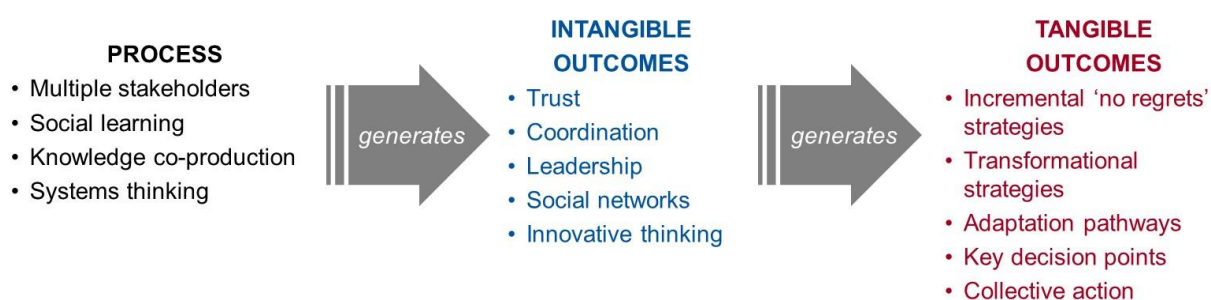 PROCESS
• Multiple stakeholders
• Social learning
• Knowledge co-production
• Systems thinking
generates
INTANGIBLE
OUTCOMES
• Trust
• Coordination
• Leadership
• Social networks
• Innovative thinking
generates
TANGIBLE
OUTCOMES
• Incremental ‘no regrets’
strategies
• Transformational
strategies
• Adaptation pathways
• Key decision points
• Collective action